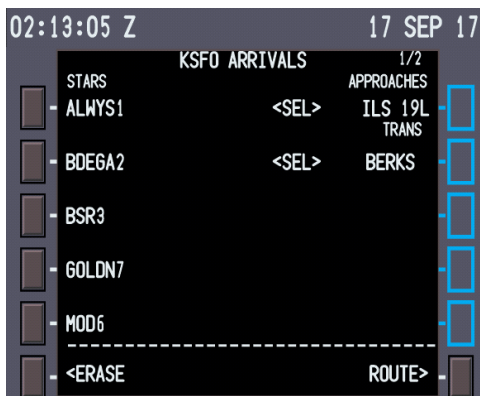 02:13:05 Z 17 SEP 17
KSFO ARRIVALS 1/2
STARS APPROACHES
ALWYS1 <SEL> ILS 19L
TRANS
BDEGA2 <SEL> BERKS
BSR3
GOLDN7
MOD6
<ERASE ROUTE>